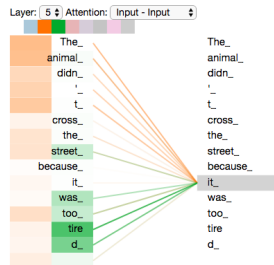 Layer: 5 Attention: Input - Input
The_ The_
animal_ animal_
didn_ didn_
'_ '_
t_ t_
cross_ cross_
the_ the_
street_ street_
because_ because_
it_ it_
was_ was_
too_ too_
tire tire
d_ d_